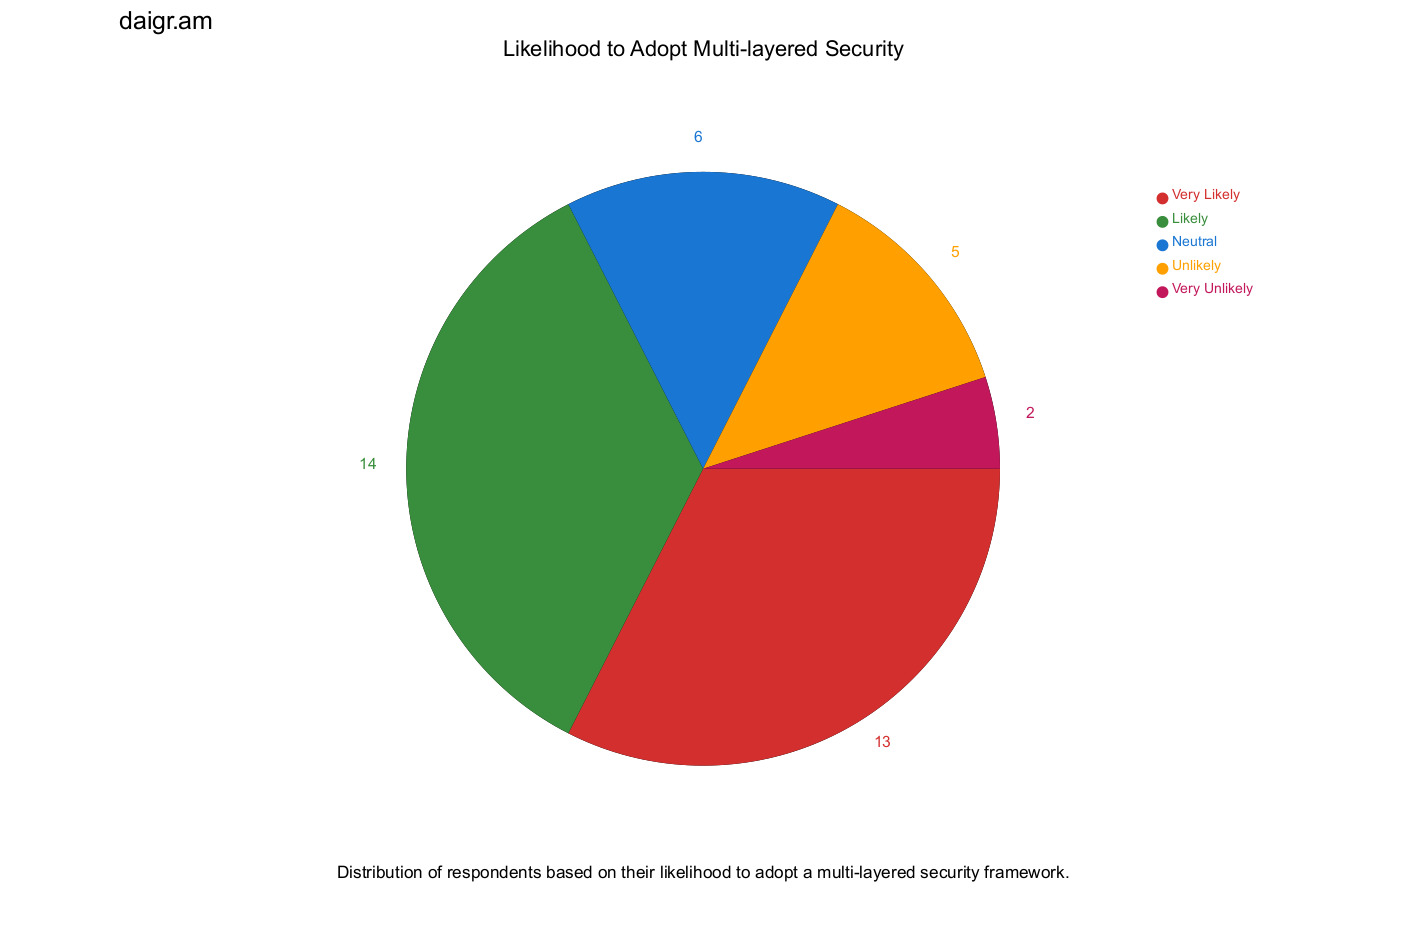 daigr.am
Likelihood to Adopt Multi-layered Security
6
Very Likely
Likely
5
Neutral
Unlikely
Very Unlikely
2
14
13
Distribution of respondents based on their likelihood to adopt a multi-layered security framework.